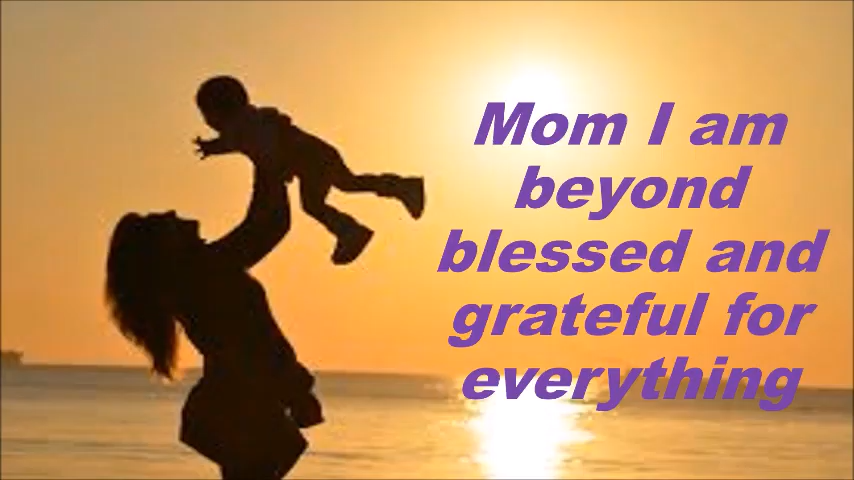 Mom I am
beyond
blessed and
grateful for
everything